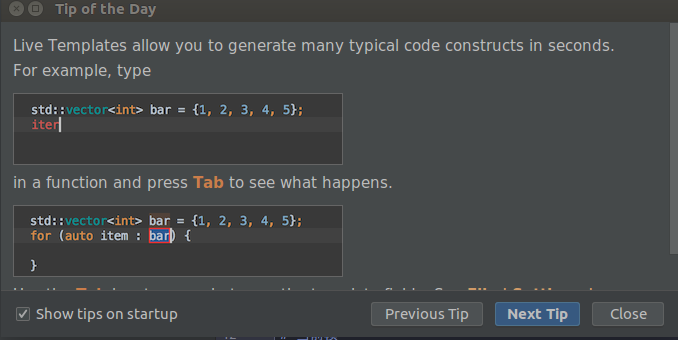 Tip of the Day
Live Templates allow you to generate many typical code constructs in seconds.
For example, type
std::vector<int> bar = {1, 2, 3, 4, 5};
iter
in a function and press Tab to see what happens.
std::vector<int> bar = {1, 2, 3, 4, 5};
for (auto item : bar) {
}
Show tips on startup
Previous Tip
Next Tip
Close